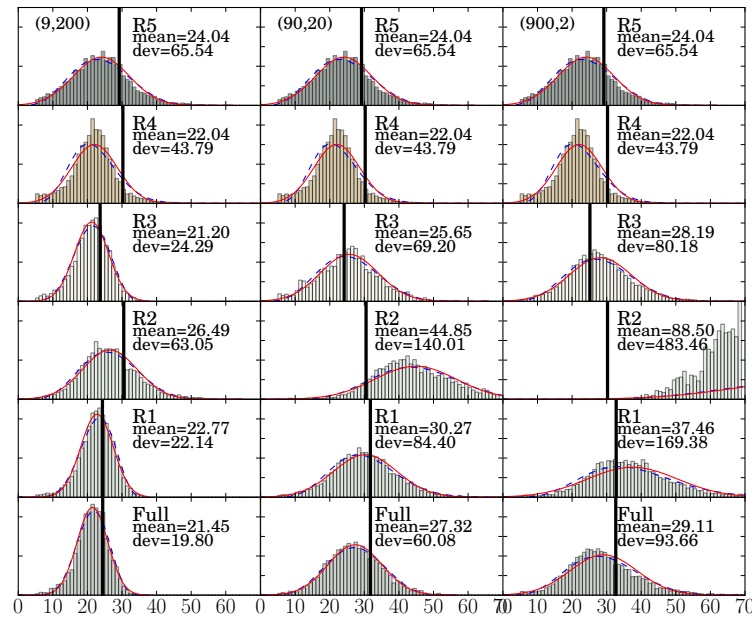 (9,200) R5
mean=24.04
dev=65.54
(90,20) R5
mean=24.04
dev=65.54
(900,2) R5
mean=24.04
dev=65.54
R4
mean=22.04
dev=43.79
R4
mean=22.04
dev=43.79
R4
mean=22.04
dev=43.79
R3
mean=21.20
dev=24.29
R3
mean=25.65
dev=69.20
R3
mean=28.19
dev=80.18
R2
mean=26.49
dev=63.05
R2
mean=44.85
dev=140.01
R2
mean=88.50
dev=483.46
R1
mean=22.77
dev=22.14
R1
mean=30.27
dev=84.40
R1
mean=37.46
dev=169.38
Full
mean=21.45
dev=19.80
Full
mean=27.32
dev=60.08
Full
mean=29.11
dev=93.66
0 10 20 30 40 50 60 0 10 20 30 40 50 60 70 0 10 20 30 40 50 60 70